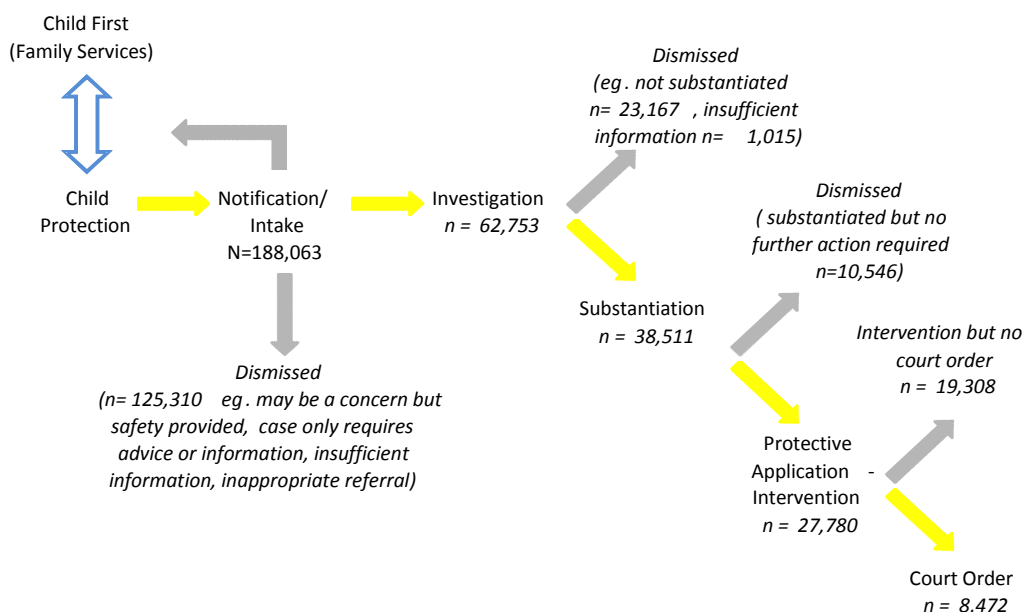 Child First
(Family Services)
Dismissed
(eg. not substantiated
n= 23,167 , insufficient
information n= 1,015)
Child
Protection
Notification/
Intake
N=188,063
Investigation
n = 62,753
Dismissed
( substantiated but no
further action required
n=10,546)
Substantiation
n = 38,511
Dismissed
(n= 125,310 eg. may be a concern but
safety provided, case only requires
advice or information, insufficient
information, inappropriate referral)
Intervention but no
court order
n = 19,308
Protective
Application -
Intervention
n = 27,780
Court Order
n = 8,472